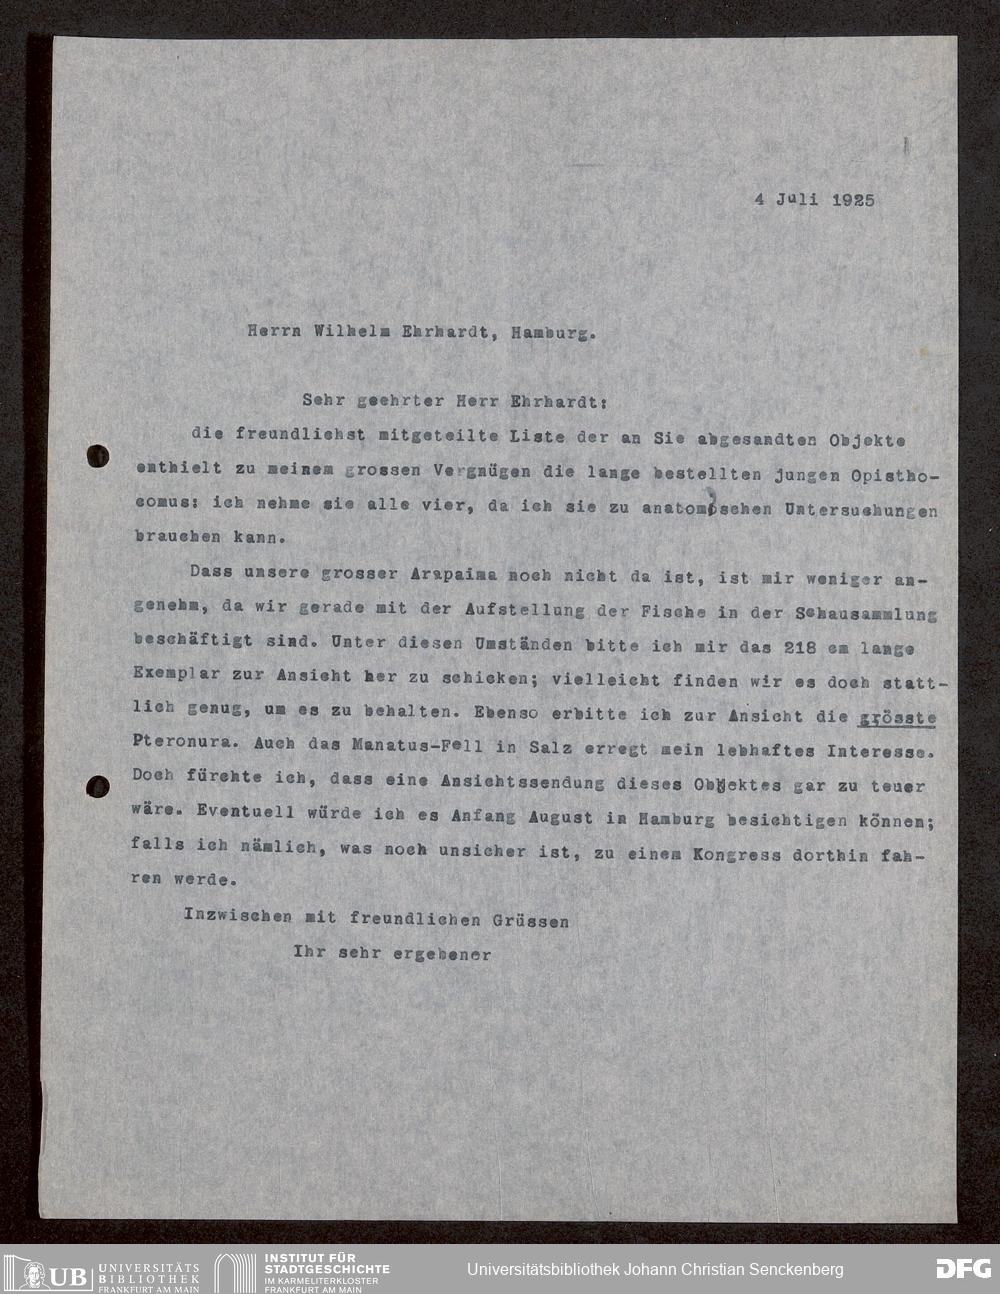 4 Juli 1925
Herrn Wilhelm Ehrhardt, Hamburg.
Sehr geehrter Herr Ehrhardt:
die freundlichst mitgeteilte Liste der an Sie abgesandten Objekte
enthielt zu meinem grossen Vergnügen die lange bestellten jungen Opistho-
comus: ich nehme sie alle vier, da ich sie zu anatomischen Untersuchungen
brauchen kann.
Dass unsere grosser Arapaima noch nicht da ist, ist mir weniger an-
genehm, da wir gerade mit der Aufstellung der Fische in der Schausammlung
beschäftigt sind. Unter diesen Umständen bitte ich mir das 218 cm lange
Exemplar zur Ansicht her zu schicken; vielleicht finden wir es doch statt-
lich genug, um es zu behalten. Ebenso erbitte ich zur Ansicht die grösste
Pteronura. Auch das Manatus-Fell in Salz erregt mein lebhaftes Interesse.
Doch fürchte ich, dass eine Ansichtssendung dieses Objektes gar zu teuer
wäre. Eventuell würde ich es Anfang August in Hamburg besichtigen können;
falls ich nämlich, was noch unsicher ist, zu einem Kongress dorthin fah-
ren werde.
Inzwischen mit freundlichen Grüssen
Ihr sehr ergebener
UB UNIVERSITÄTS
BIBLIOTHEK
FRANKFURT AM MAIN
INSTITUT FÜR
STADTGESCHICHTE
IM KARMELITERKLOSTER
FRANKFURT AM MAIN
Universitätsbibliothek Johann Christian Senckenberg
DFG